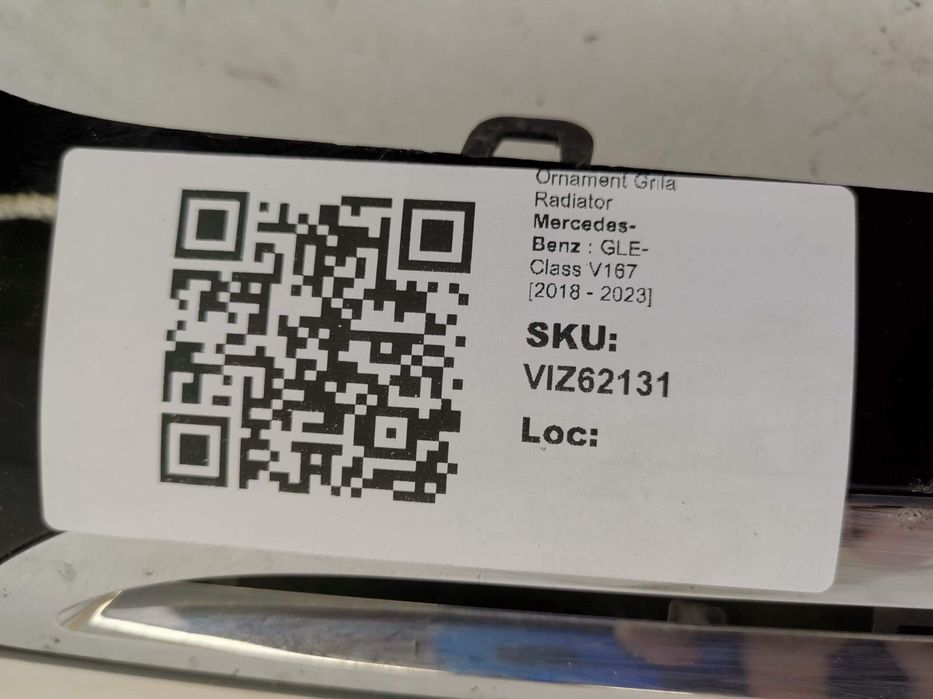 Ornament Grila
Radiator
Mercedes-
Benz : GLE-
Class V167
[2018 - 2023]
SKU:
VIZ62131
Loc: